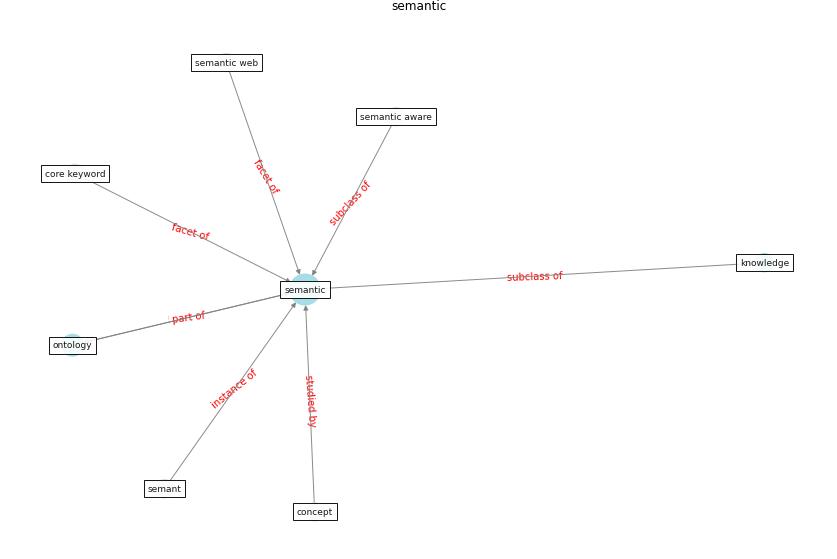 semantic
semantic web
semantic aware
facet of
core keyword
subclass of
facet of
knowledge
subclass of
semantic
part of
ontology
instance of
studied by
semant
concept